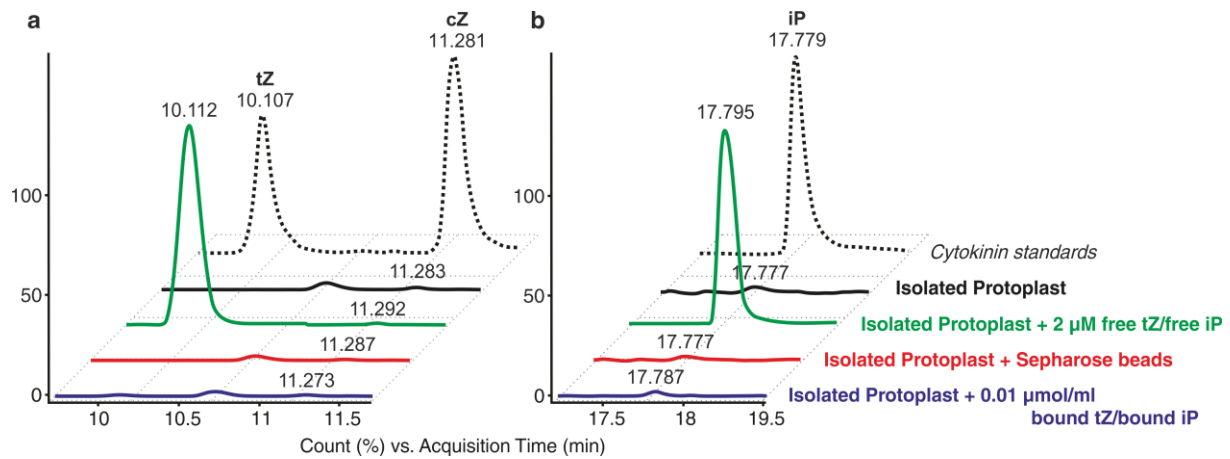 a
cZ
11.281
tZ
10.107
10.112
100
50
0
11.283
11.292
11.287
11.273
10
10.5
11
11.5
b
iP
17.779
17.795
100
50
0
17.777
17.777
17.787
17.5
18
19.5
Cytokinin standards
Isolated Protoplast
Isolated Protoplast + 2 µM free tZ/free iP
Isolated Protoplast + Sepharose beads
Isolated Protoplast + 0.01 µmol/ml
bound tZ/bound iP
Count (%) vs. Acquisition Time (min)